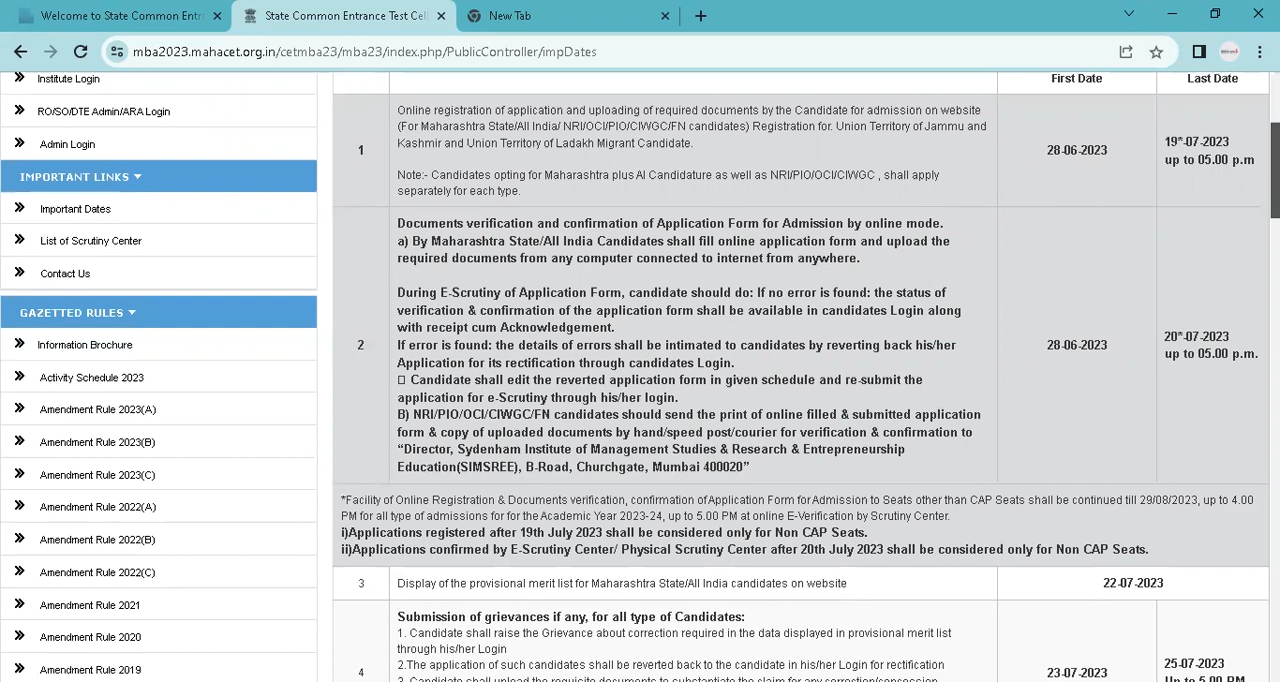 Welcome to State Common Entr
State Common Entrance Test Cel
New Tab
mba2023.mahacet.org.in/cetmba23/mba23/index.php/PublicController/impDates
Institute Login
RO/SO/DTE Admin/ARA Login
Admin Login
IMPORTANT LINKS
Important Dates
List of Scrutiny Center
Contact Us
GAZETTED RULES
Information Brochure
Activity Schedule 2023
Amendment Rule 2023(A)
Amendment Rule 2023(B)
Amendment Rule 2023(C)
Amendment Rule 2022(A)
Amendment Rule 2022(B)
Amendment Rule 2022(C)
Amendment Rule 2021
Amendment Rule 2020
Amendment Rule 2019
First Date
Last Date
1
Online registration of application and uploading of required documents by the Candidate for admission on website
(For Maharashtra State/All India/ NRI/OCI/PIO/CIWGC/FN candidates) Registration for. Union Territory of Jammu and
Kashmir and Union Territory of Ladakh Migrant Candidate.
Note:- Candidates opting for Maharashtra plus AI Candidature as well as NRI/PIO/OCI/CIWGC , shall apply
separately for each type.
28-06-2023
19*-07-2023
up to 05.00 p.m
2
Documents verification and confirmation of Application Form for Admission by online mode.
a) By Maharashtra State/All India Candidates shall fill online application form and upload the
required documents from any computer connected to internet from anywhere.
During E-Scrutiny of Application Form, candidate should do: If no error is found: the status of
verification & confirmation of the application form shall be available in candidates Login along
with receipt cum Acknowledgement.
If error is found: the details of errors shall be intimated to candidates by reverting back his/her
Application for its rectification through candidates Login.
Candidate shall edit the reverted application form in given schedule and re-submit the
application for e-Scrutiny through his/her login.
B) NRI/PIO/OCI/CIWGC/FN candidates should send the print of online filled & submitted application
form & copy of uploaded documents by hand/speed post/courier for verification & confirmation to
“Director, Sydenham Institute of Management Studies & Research & Entrepreneurship
Education(SIMSREE), B-Road, Churchgate, Mumbai 400020”
28-06-2023
20*-07-2023
up to 05.00 p.m.
*Facility of Online Registration & Documents verification, confirmation of Application Form for Admission to Seats other than CAP Seats shall be continued till 29/08/2023, up to 4.00
PM for all type of admissions for the Academic Year 2023-24, up to 5.00 PM at online E-Verification by Scrutiny Center.
i)Applications registered after 19th July 2023 shall be considered only for Non CAP Seats.
ii)Application confirmed by E-Scrutiny Center/ Physical Scrutiny Center after 20th July 2023 shall be considered only for Non CAP Seats.
3
Display of the provisional merit list for Maharashtra State/All India candidates on website
22-07-2023
Submission of grievances if any, for all type of Candidates:
1. Candidate shall raise the Grievance about correction required in the data displayed in provisional merit list
through his/her Login
2.The application of such candidates shall be reverted back to the candidate in his/her Login for rectification
23-07-2023
25-07-2023
Up to 5.00 PM